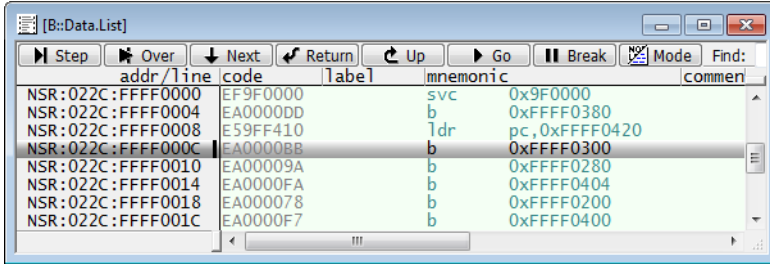 [B::Data.List]
Step Over Next Return Up Go Break Mode Find:
addr/line code label mnemonic commen
NSR:022C:FFFF0000 EF9F0000 svc 0x9F0000
NSR:022C:FFFF0004 EA0000DD b 0xFFFF0380
NSR:022C:FFFF0008 E59FF410 ldr pc,0xFFFF0420
NSR:022C:FFFF000C EA0000BB b 0xFFFF0300
NSR:022C:FFFF0010 EA00009A b 0xFFFF0280
NSR:022C:FFFF0014 EA0000FA b 0xFFFF0404
NSR:022C:FFFF0018 EA000078 b 0xFFFF0200
NSR:022C:FFFF001C EA0000F7 b 0xFFFF0400